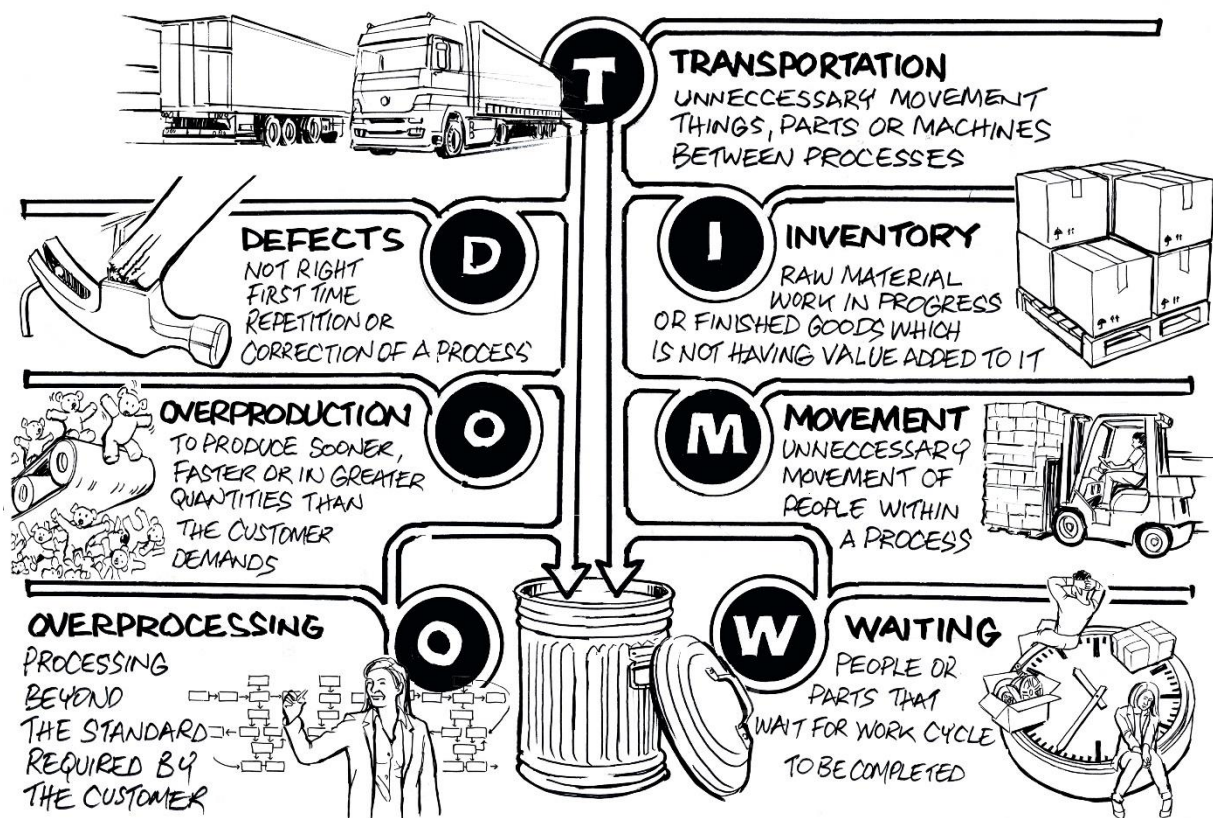 T
TRANSPORTATION
UNNECCESSARY MOVEMENT
THINGS, PARTS OR MACHINES
BETWEEN PROCESSES
D
DEFECTS
NOT RIGHT
FIRST TIME
REPETITION OR
CORRECTION OF A PROCESS
I
INVENTORY
RAW MATERIAL
WORK IN PROGRESS
OR FINISHED GOODS WHICH
IS NOT HAVING VALUE ADDED TO IT
O
OVERPRODUCTION
TO PRODUCE SOONER,
FASTER OR IN GREATER
QUANTITIES THAN
THE CUSTOMER
DEMANDS
M
MOVEMENT
UNNECCESSARY
MOVEMENT OF
PEOPLE WITHIN
A PROCESS
O
OVERPROCESSING
PROCESSING
BEYOND
THE STANDARD
REQUIRED BY
THE CUSTOMER
W
WAITING
PEOPLE OR
PARTS THAT
WAIT FOR WORK CYCLE
TO BE COMPLETED